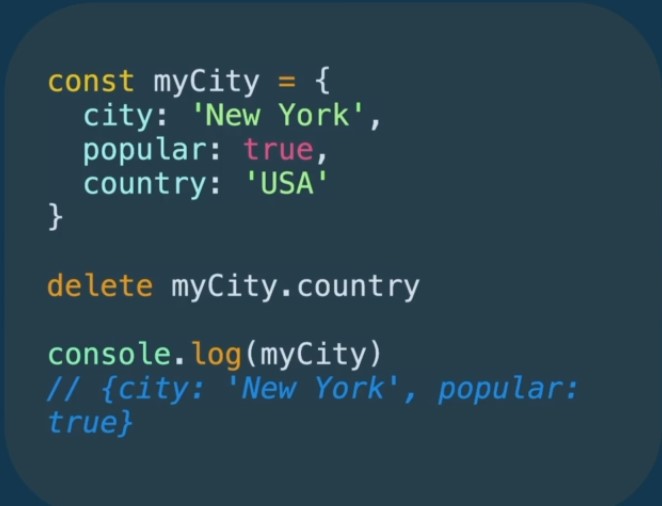 const myCity = {
  city: 'New York',
  popular: true,
  country: 'USA'
}
delete myCity.country
console.log(myCity)
// {city: 'New York', popular:
true}